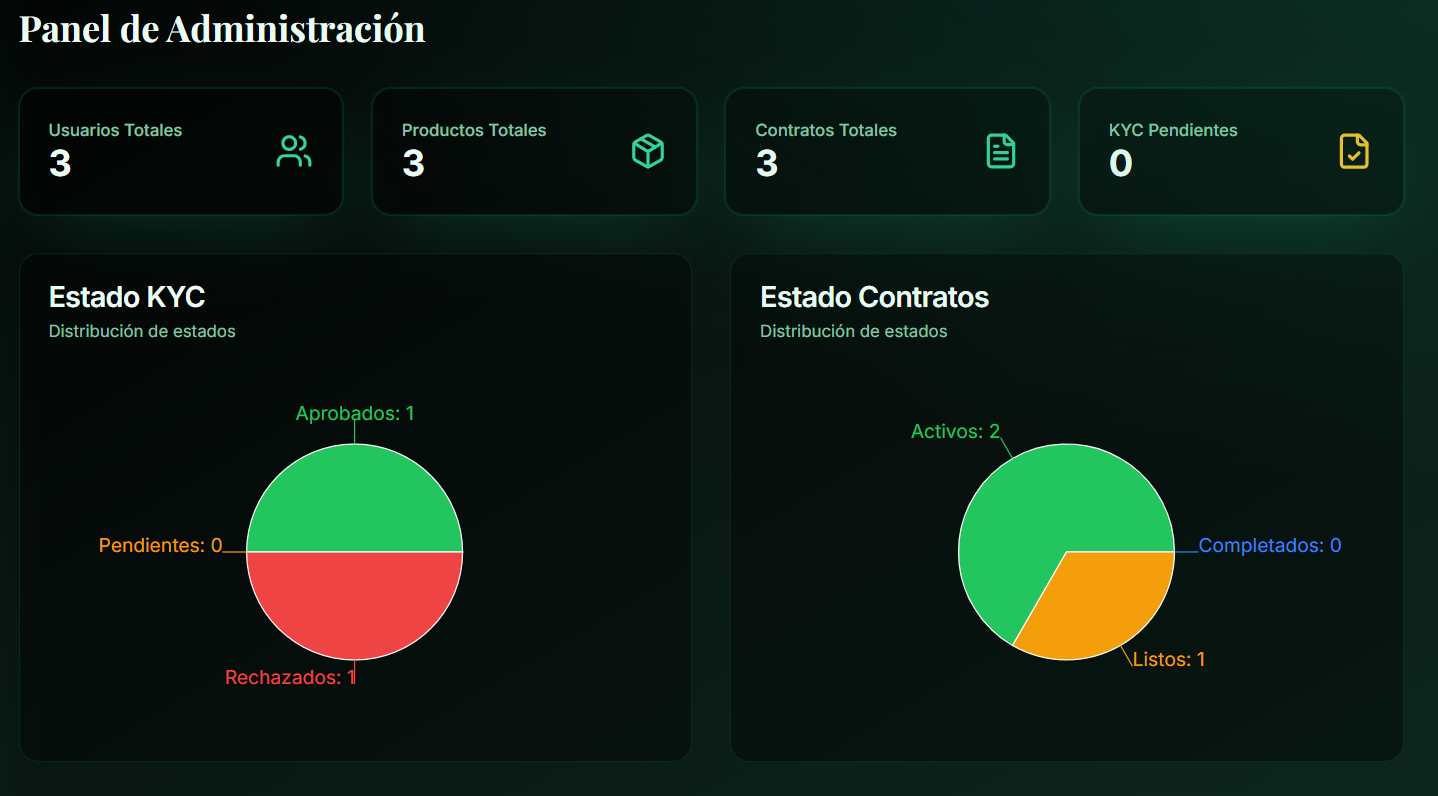 Panel de Administración
Usuarios Totales
3
Productos Totales
3
Contratos Totales
3
KYC Pendientes
0
Estado KYC
Distribución de estados
Aprobados: 1
Pendientes: 0
Rechazados: 1
Estado Contratos
Distribución de estados
Activos: 2
Completados: 0
Listos: 1